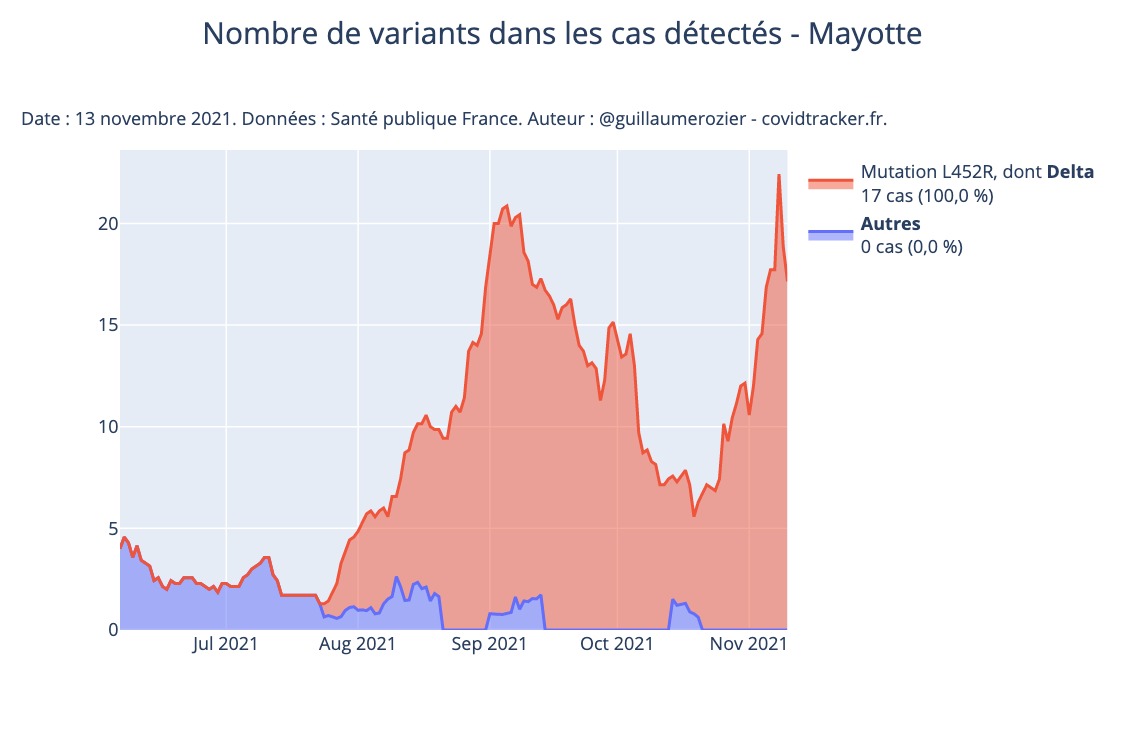 Nombre de variants dans les cas détectés - Mayotte
Date : 13 novembre 2021. Données : Santé publique France. Auteur : @guillaumerozier - covidtracker.fr.
Mutation L452R, dont Delta
17 cas (100,0 %)
Autres
0 cas (0,0 %)
20
15
10
5
0
Jul 2021
Aug 2021
Sep 2021
Oct 2021
Nov 2021